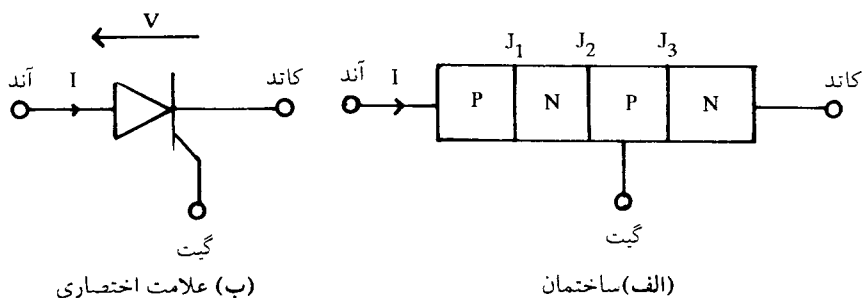 V
J1 J2 J3
آند I کاتد
آند I P N P N کاتد
گیت
گیت
(الف) ساختمان
(ب) علامت اختصاری